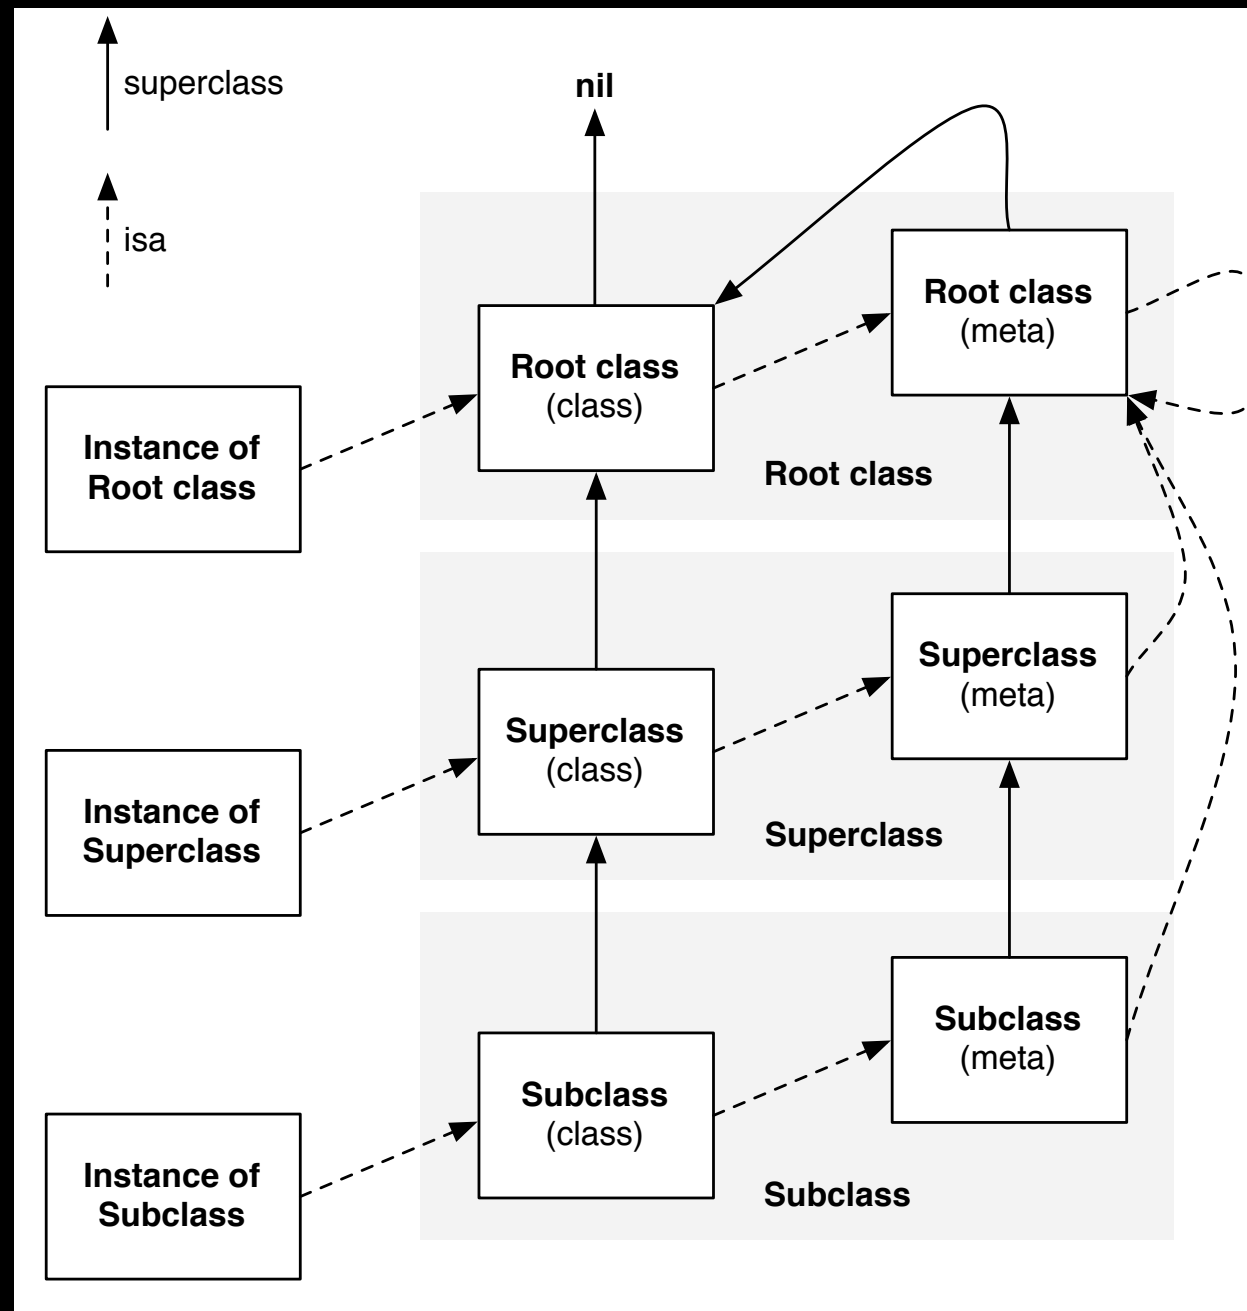 superclass
nil
isa
Root class
(meta)
Root class
(class)
Instance of
Root class
Root class
Superclass
(meta)
Superclass
(class)
Instance of
Superclass
Superclass
Subclass
(meta)
Subclass
(class)
Instance of
Subclass
Subclass